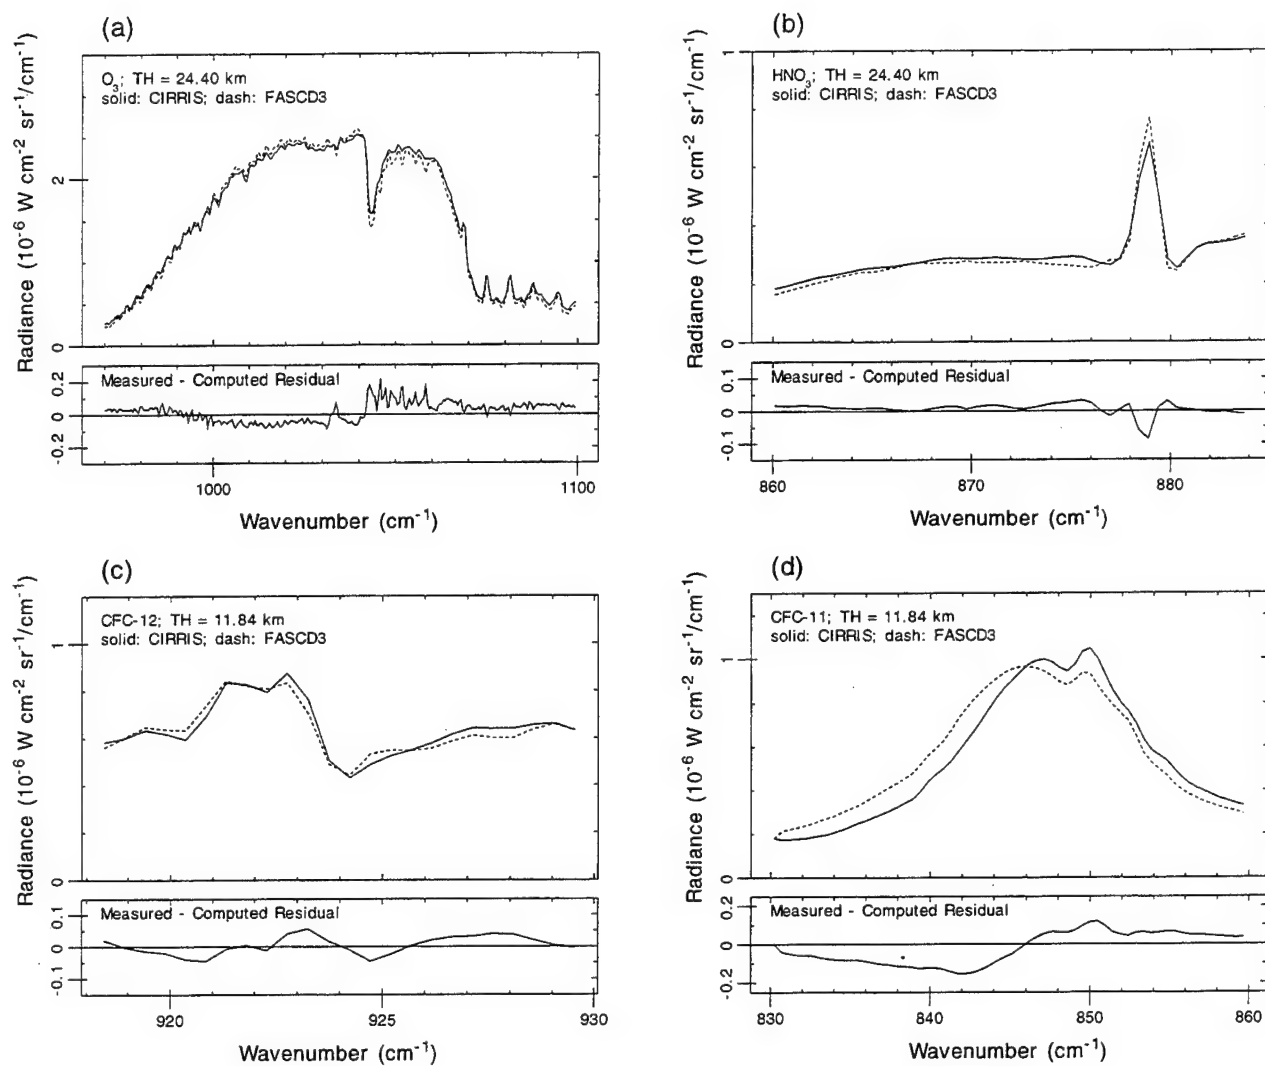 (a)
O₃; TH = 24.40 km
solid: CIRRIS; dash: FASCD3
Radiance (10⁻⁶ W cm⁻² sr⁻¹/cm⁻¹)
2
0
Measured - Computed Residual
0.2
0
-0.2
1000
1100
Wavenumber (cm⁻¹)
(b)
HNO₃; TH = 24.40 km
solid: CIRRIS; dash: FASCD3
Radiance (10⁻⁶ W cm⁻² sr⁻¹/cm⁻¹)
1
0
Measured - Computed Residual
0.1
0
-0.1
860
870
880
Wavenumber (cm⁻¹)
(c)
CFC-12; TH = 11.84 km
solid: CIRRIS; dash: FASCD3
Radiance (10⁻⁶ W cm⁻² sr⁻¹/cm⁻¹)
1
0
Measured - Computed Residual
0.1
0
-0.1
920
925
930
Wavenumber (cm⁻¹)
(d)
CFC-11; TH = 11.84 km
solid: CIRRIS; dash: FASCD3
Radiance (10⁻⁶ W cm⁻² sr⁻¹/cm⁻¹)
1
0
Measured - Computed Residual
0.2
0
-0.2
830
840
850
860
Wavenumber (cm⁻¹)